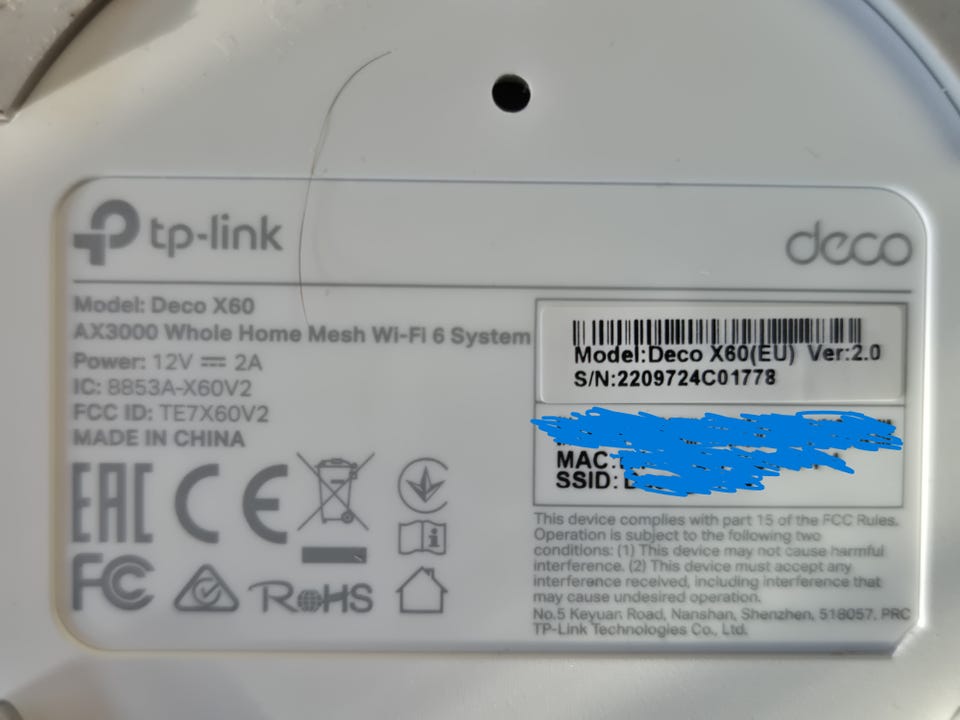 tp-link
deco
Model: Deco X60
AX3000 Whole Home Mesh Wi-Fi 6 System
Power: 12V ⎓ 2A
IC: 8853A-X60V2
FCC ID: TE7X60V2
MADE IN CHINA
Model:Deco X60(EU) Ver:2.0
S/N:2209724C01778
MAC:
SSID: D
EAC CE
FC RoHS
This device complies with part 15 of the FCC Rules.
Operation is subject to the following two
conditions: (1) This device may not cause harmful
interference. (2) This device must accept any
interference received, including interference that
may cause undesired operation.
No.5 Keyuan Road, Nanshan, Shenzhen, 518057, PRC
TP-Link Technologies Co., Ltd.